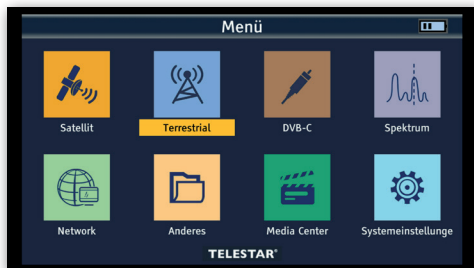 Menü
Satellit
Terrestrial
DVB-C
Spektrum
Network
Anderes
Media Center
Systemeinstellunge
TELESTAR®